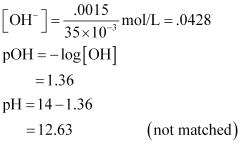 [OH⁻] = .0015 / 35×10⁻³ mol/L = .0428
pOH = −log[OH]
= 1.36
pH = 14 − 1.36
= 12.63 (not matched)